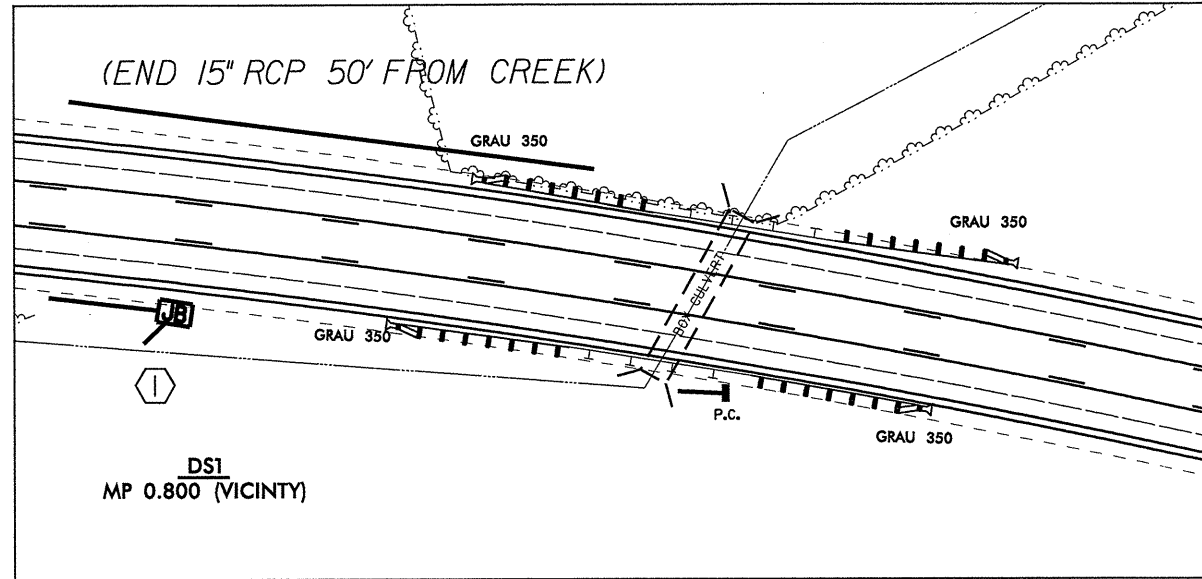 (END 15" RCP 50' FROM CREEK)
GRAU 350
GRAU 350
BOX CULVERT
JB
GRAU 350
1
P.C.
GRAU 350
DS1
MP 0.800 (VICINTY)